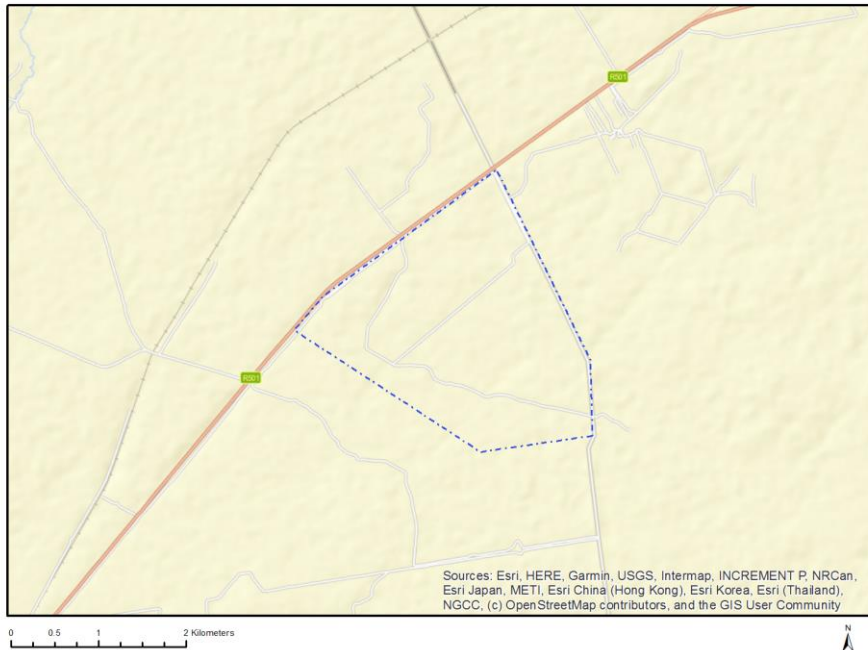 R501
R501
Sources: Esri, HERE, Garmin, USGS, Intermap, INCREMENT P, NRCan,
Esri Japan, METI, Esri China (Hong Kong), Esri Korea, Esri (Thailand),
NGCC, (c) OpenStreetMap contributors, and the GIS User Community
0 0.5 1 2 Kilometers
N